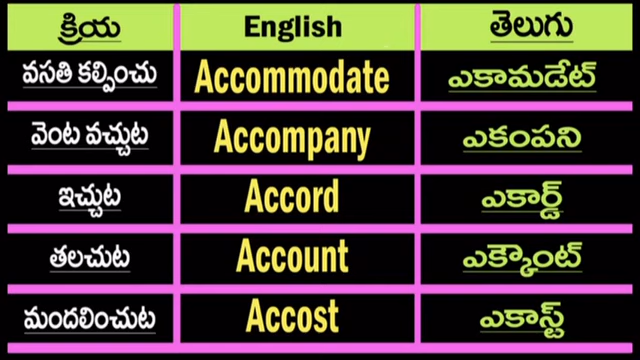 క్రియ English తెలుగు
వసతి కల్పించు Accommodate ఎకామడేట్
వెంట వచ్చుట Accompany ఎకంపని
ఇచ్చుట Accord ఎకార్డ్
తలచుట Account ఎక్కౌంట్
మందలించుట Accost ఎకాస్ట్